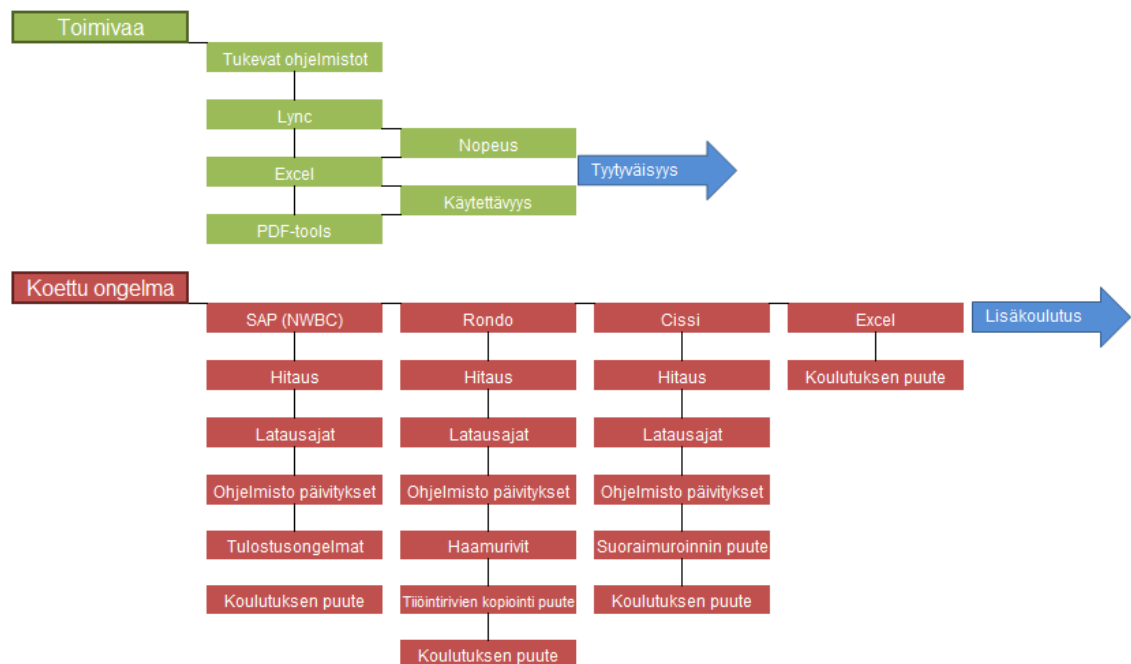 Toimivaa
Tukevat ohjelmistot
Lync
Nopeus
Excel
Tyytyväisyys
Käytettävyys
PDF-tools
Koettu ongelma
SAP (NWBC)
Rondo
Cissi
Excel
Lisäkoulutus
Hitaus
Hitaus
Hitaus
Koulutuksen puute
Latausajat
Latausajat
Latausajat
Ohjelmisto päivitykset
Ohjelmisto päivitykset
Ohjelmisto päivitykset
Tulostusongelmat
Haamurivit
Suoraimuroinnin puute
Koulutuksen puute
Tiiöintirivien kopiointi puute
Koulutuksen puute
Koulutuksen puute